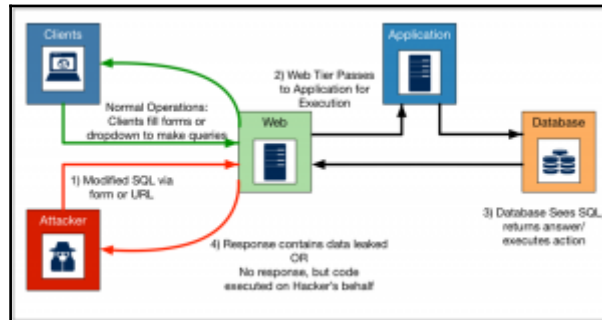 Clients
Application
2) Web Tier Passes
to Application for
Execution
Normal Operations:
Clients fill forms or
dropdown to make queries
Web
Database
1) Modified SQL via
form or URL
Attacker
3) Database Sees SQL
returns answer/
executes action
4) Response contains data leaked
OR
No response, but code
executed on Hacker's behalf